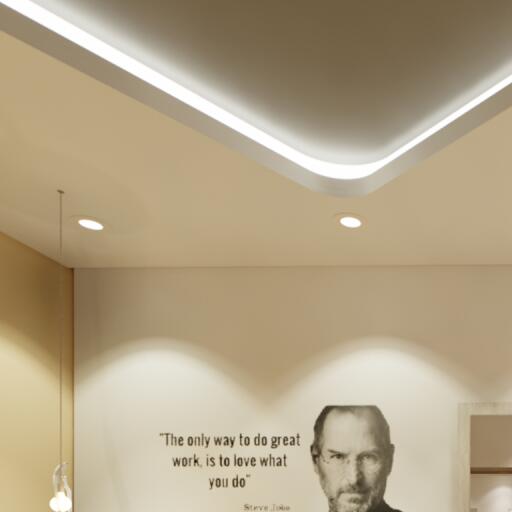 "The only way to do great
work, is to love what
you do"
Steve Jobs